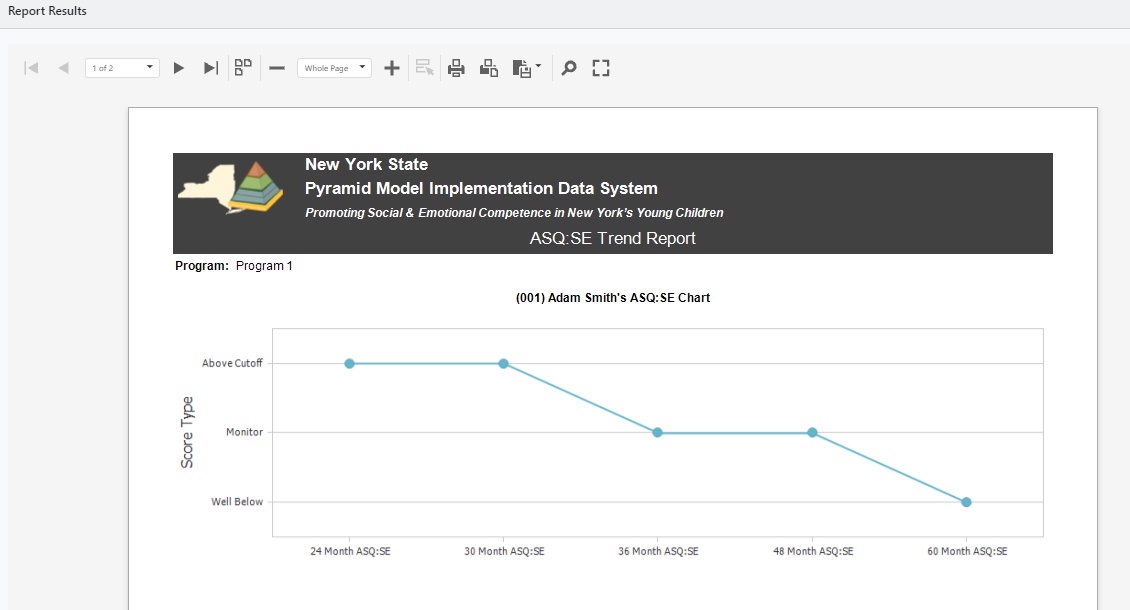 Report Results
1 of 2
Whole Page
New York State
Pyramid Model Implementation Data System
Promoting Social & Emotional Competence in New York's Young Children
ASQ:SE Trend Report
Program: Program 1
(001) Adam Smith's ASQ:SE Chart
Above Cutoff
Monitor
Well Below
Score Type
24 Month ASQ:SE
30 Month ASQ:SE
36 Month ASQ:SE
48 Month ASQ:SE
60 Month ASQ:SE